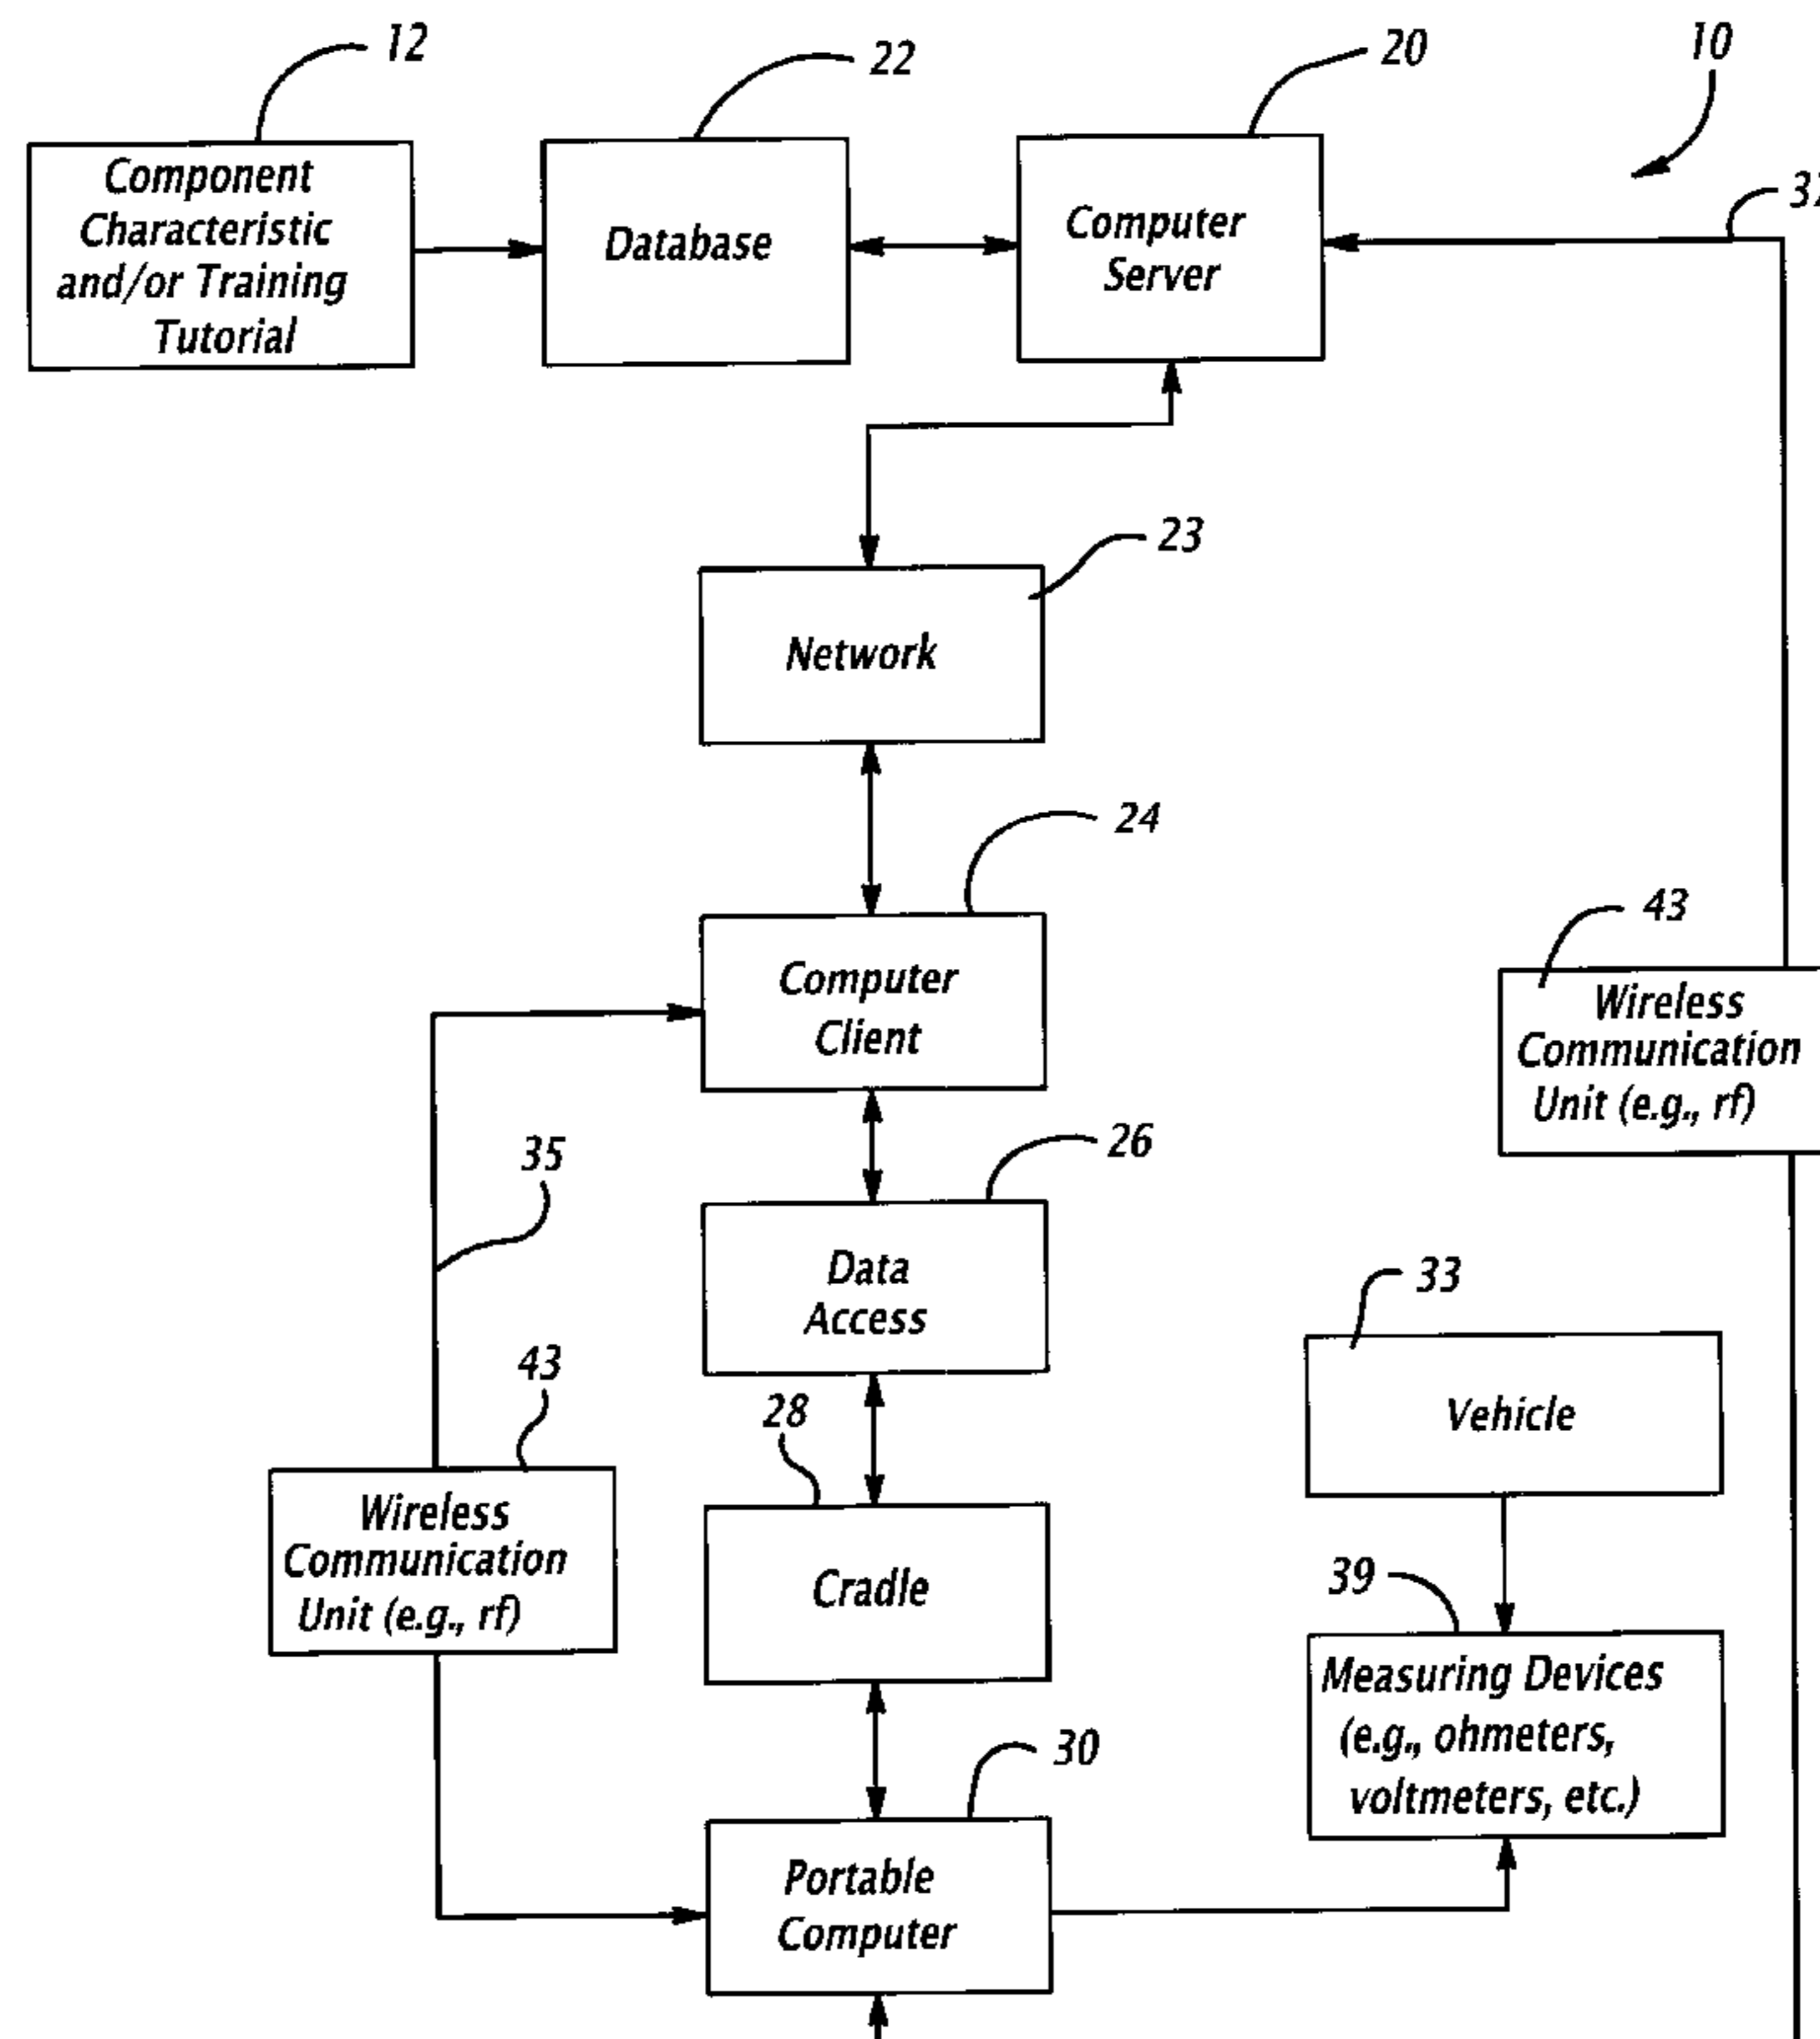 12
22
20
10
Component
Characteristic
and/or Training
Tutorial
Database
Computer
Server
23
Network
24
Computer
Client
43
Wireless
Communication
Unit (e.g., rf)
35
26
Data
Access
33
Vehicle
43
Wireless
Communication
Unit (e.g., rf)
28
Cradle
39
Measuring Devices
(e.g., ohmeters,
voltmeters, etc.)
30
Portable
Computer